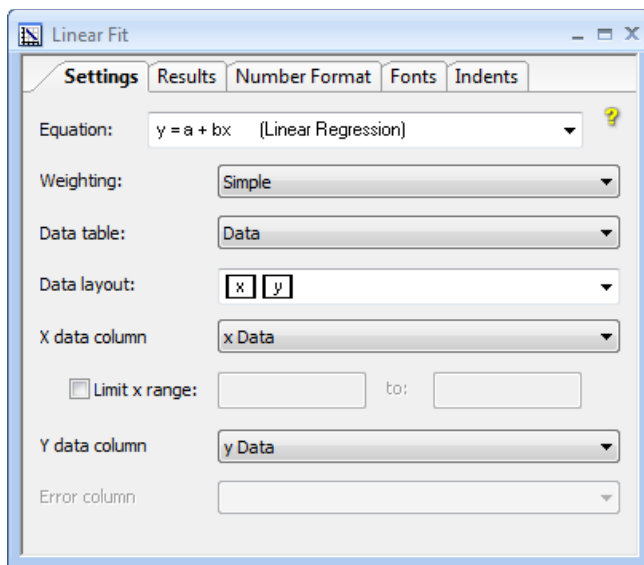 Linear Fit
Settings Results Number Format Fonts Indents
Equation: y = a + bx (Linear Regression)
Weighting: Simple
Data table: Data
Data layout: x y
X data column x Data
Limit x range: to:
Y data column y Data
Error column